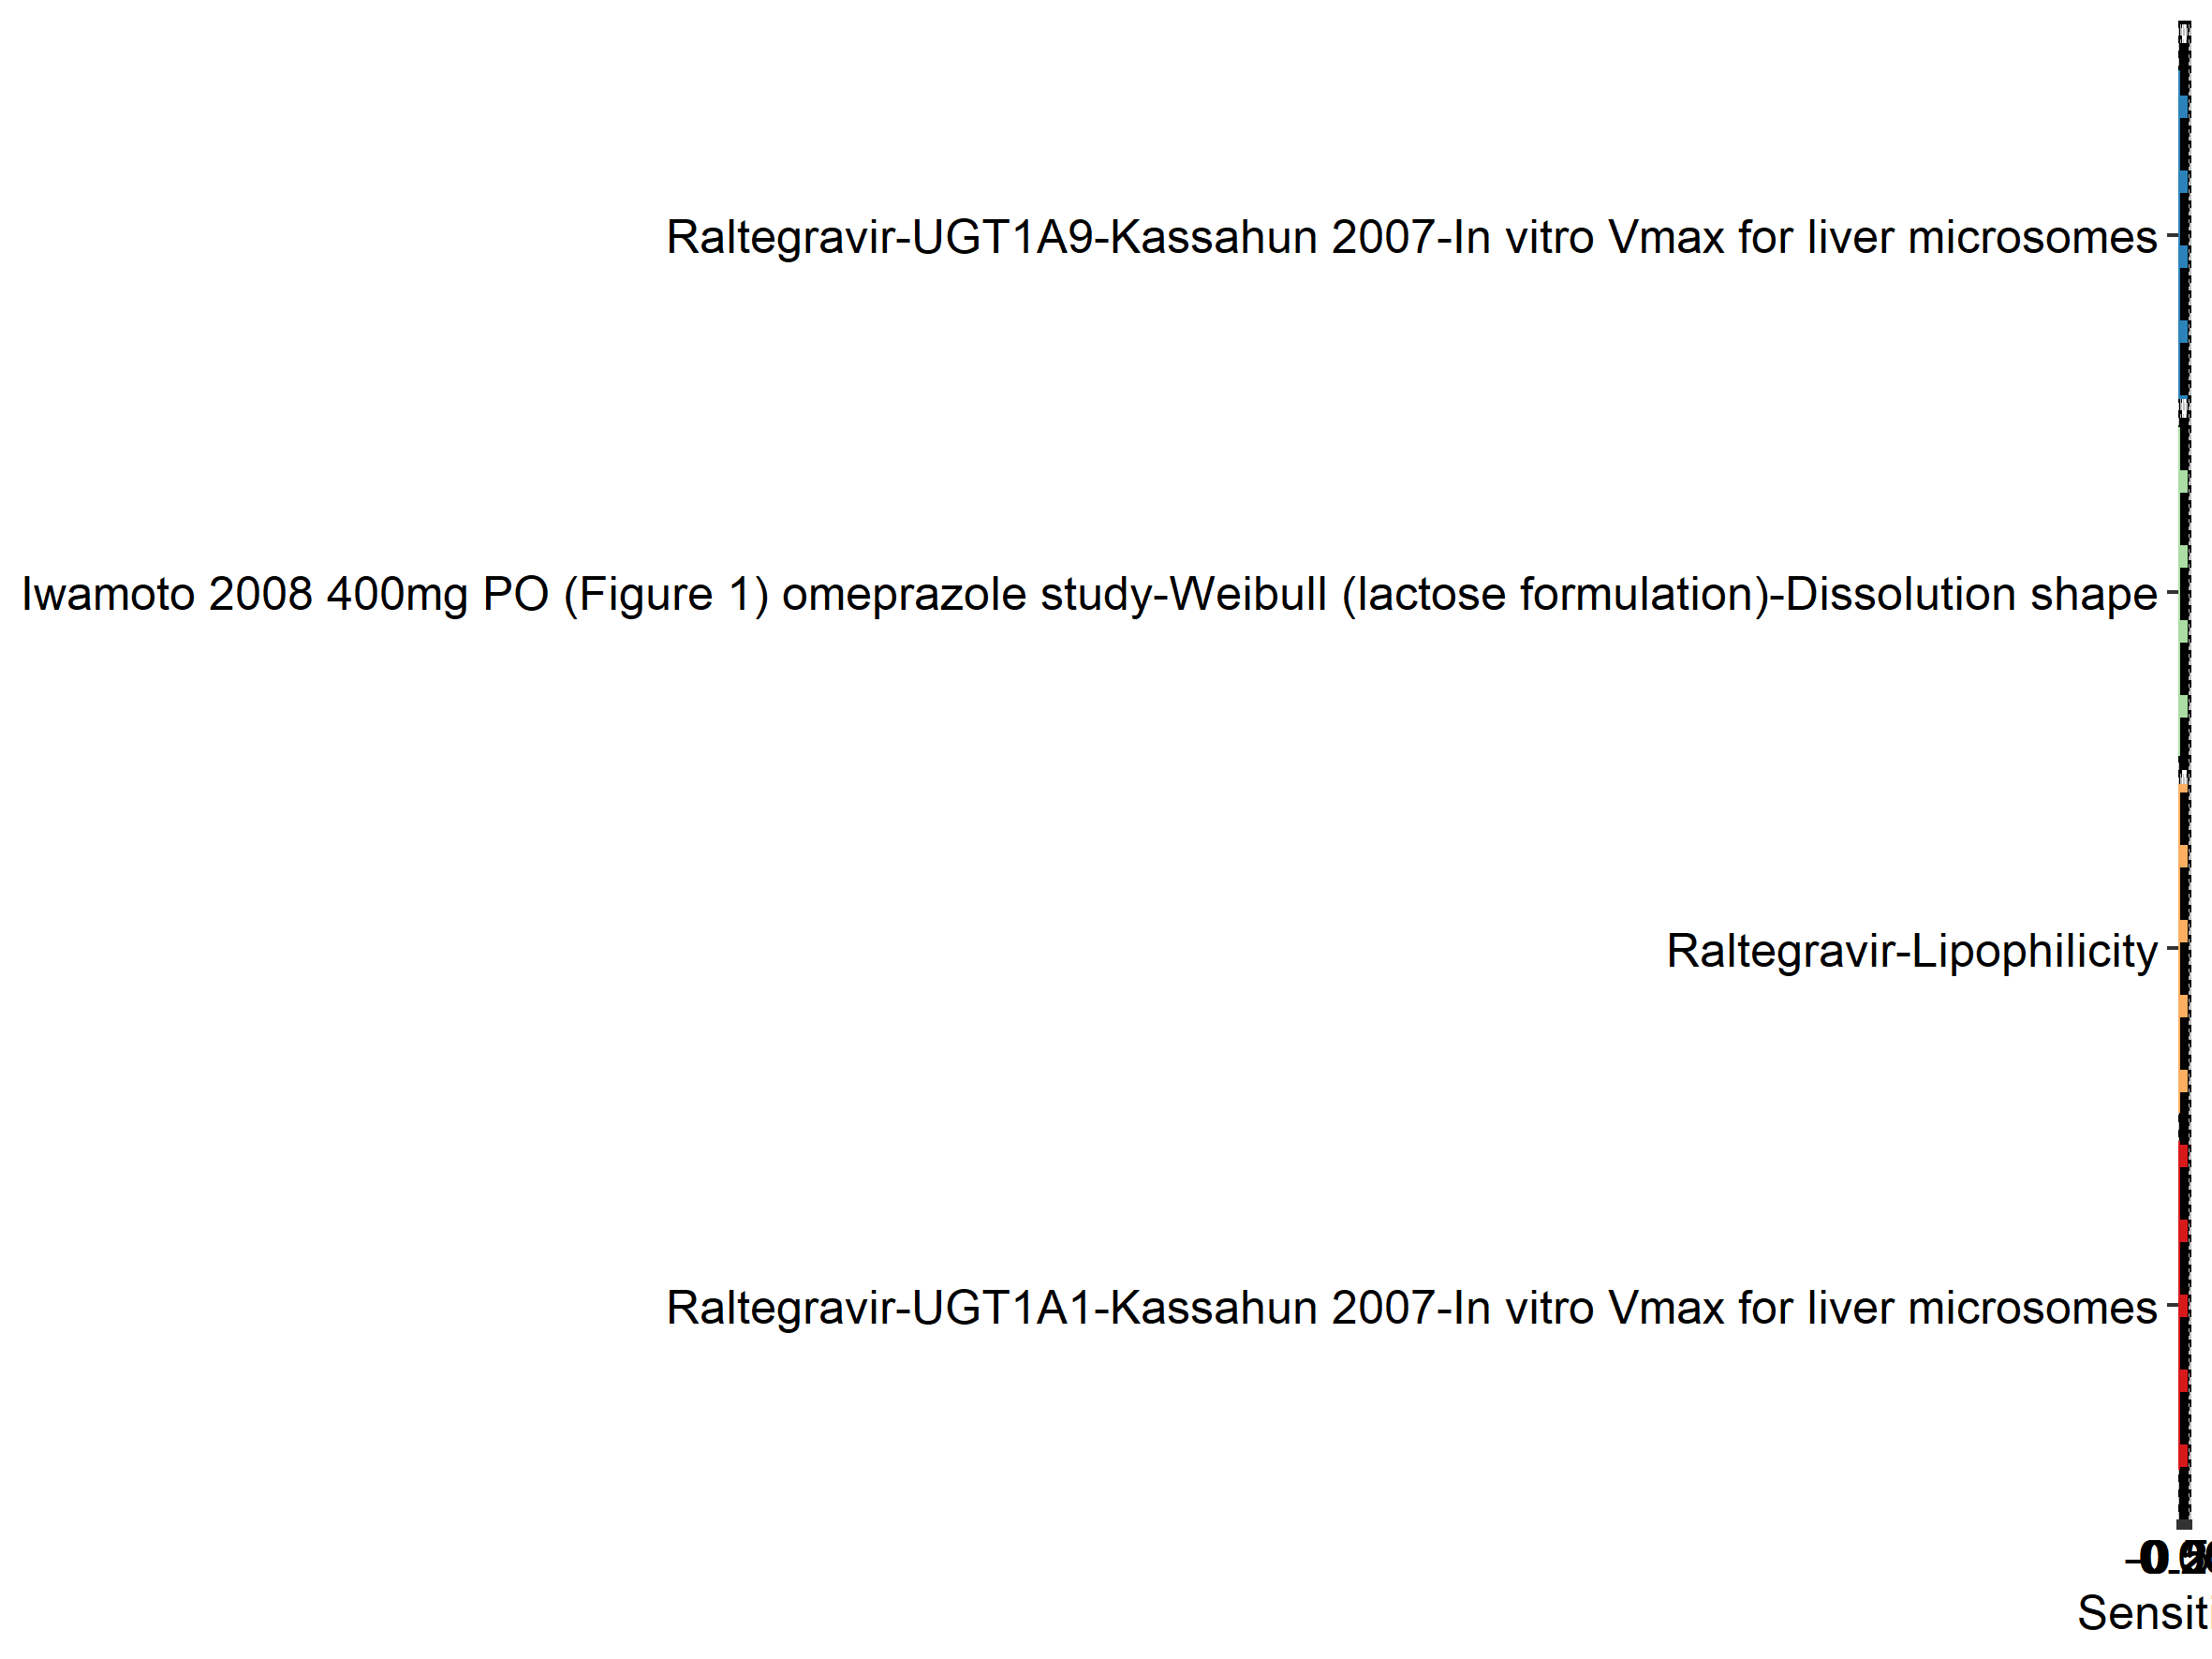 Raltegravir-UGT1A9-Kassahun 2007-In vitro Vmax for liver microsomes
Iwamoto 2008 400mg PO (Figure 1) omeprazole study-Weibull (lactose formulation)-Dissolution shape
Raltegravir-Lipophilicity
Raltegravir-UGT1A1-Kassahun 2007-In vitro Vmax for liver microsomes
Sensiti